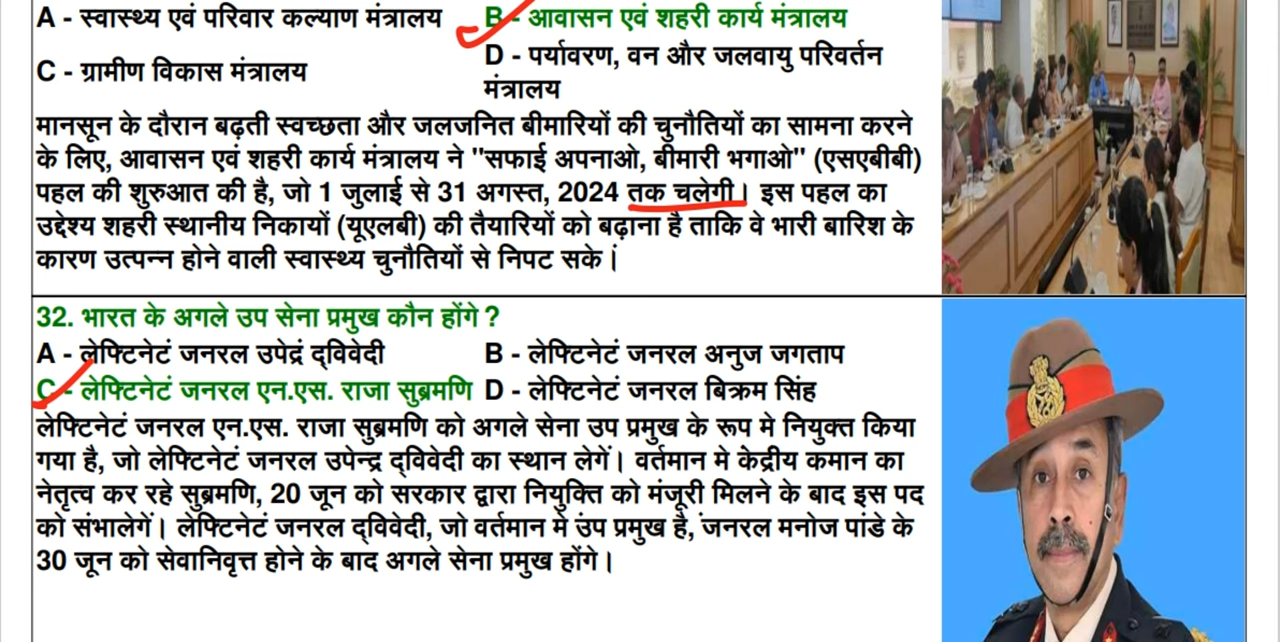 A - स्वास्थ्य एवं परिवार कल्याण मंत्रालय
B - आवासन एवं शहरी कार्य मंत्रालय
C - ग्रामीण विकास मंत्रालय
D - पर्यावरण, वन और जलवायु परिवर्तन
मंत्रालय
मानसून के दौरान बढ़ती स्वच्छता और जलजनित बीमारियों की चुनौतियों का सामना करने
के लिए, आवासन एवं शहरी कार्य मंत्रालय ने "सफाई अपनाओ, बीमारी भगाओ" (एसएबीबी)
पहल की शुरुआत की है, जो 1 जुलाई से 31 अगस्त, 2024 तक चलेगी। इस पहल का
उद्देश्य शहरी स्थानीय निकायों (यूएलबी) की तैयारियों को बढ़ाना है ताकि वे भारी बारिश के
कारण उत्पन्न होने वाली स्वास्थ्य चुनौतियों से निपट सके।
32. भारत के अगले उप सेना प्रमुख कौन होंगे ?
A - लेफ्टिनेटं जनरल उपेद्रं द्विवेदी
B - लेफ्टिनेटं जनरल अनुज जगताप
C - लेफ्टिनेटं जनरल एन.एस. राजा सुब्रमणि
D - लेफ्टिनेटं जनरल बिक्रम सिंह
लेफ्टिनेटं जनरल एन.एस. राजा सुब्रमणि को अगले सेना उप प्रमुख के रूप मे नियुक्त किया
गया है, जो लेफ्टिनेटं जनरल उपेन्द्र द्विवेदी का स्थान लेगें। वर्तमान मे केंद्रीय कमान का
नेतृत्व कर रहे सुब्रमणि, 20 जून को सरकार द्वारा नियुक्ति को मंजूरी मिलने के बाद इस पद
को संभालेगें। लेफ्टिनेटं जनरल द्विवेदी, जो वर्तमान मे उंप प्रमुख है, ंजनरल मनोज पांडे के
30 जून को सेवानिवृत्त होने के बाद अगले सेना प्रमुख होंगे।